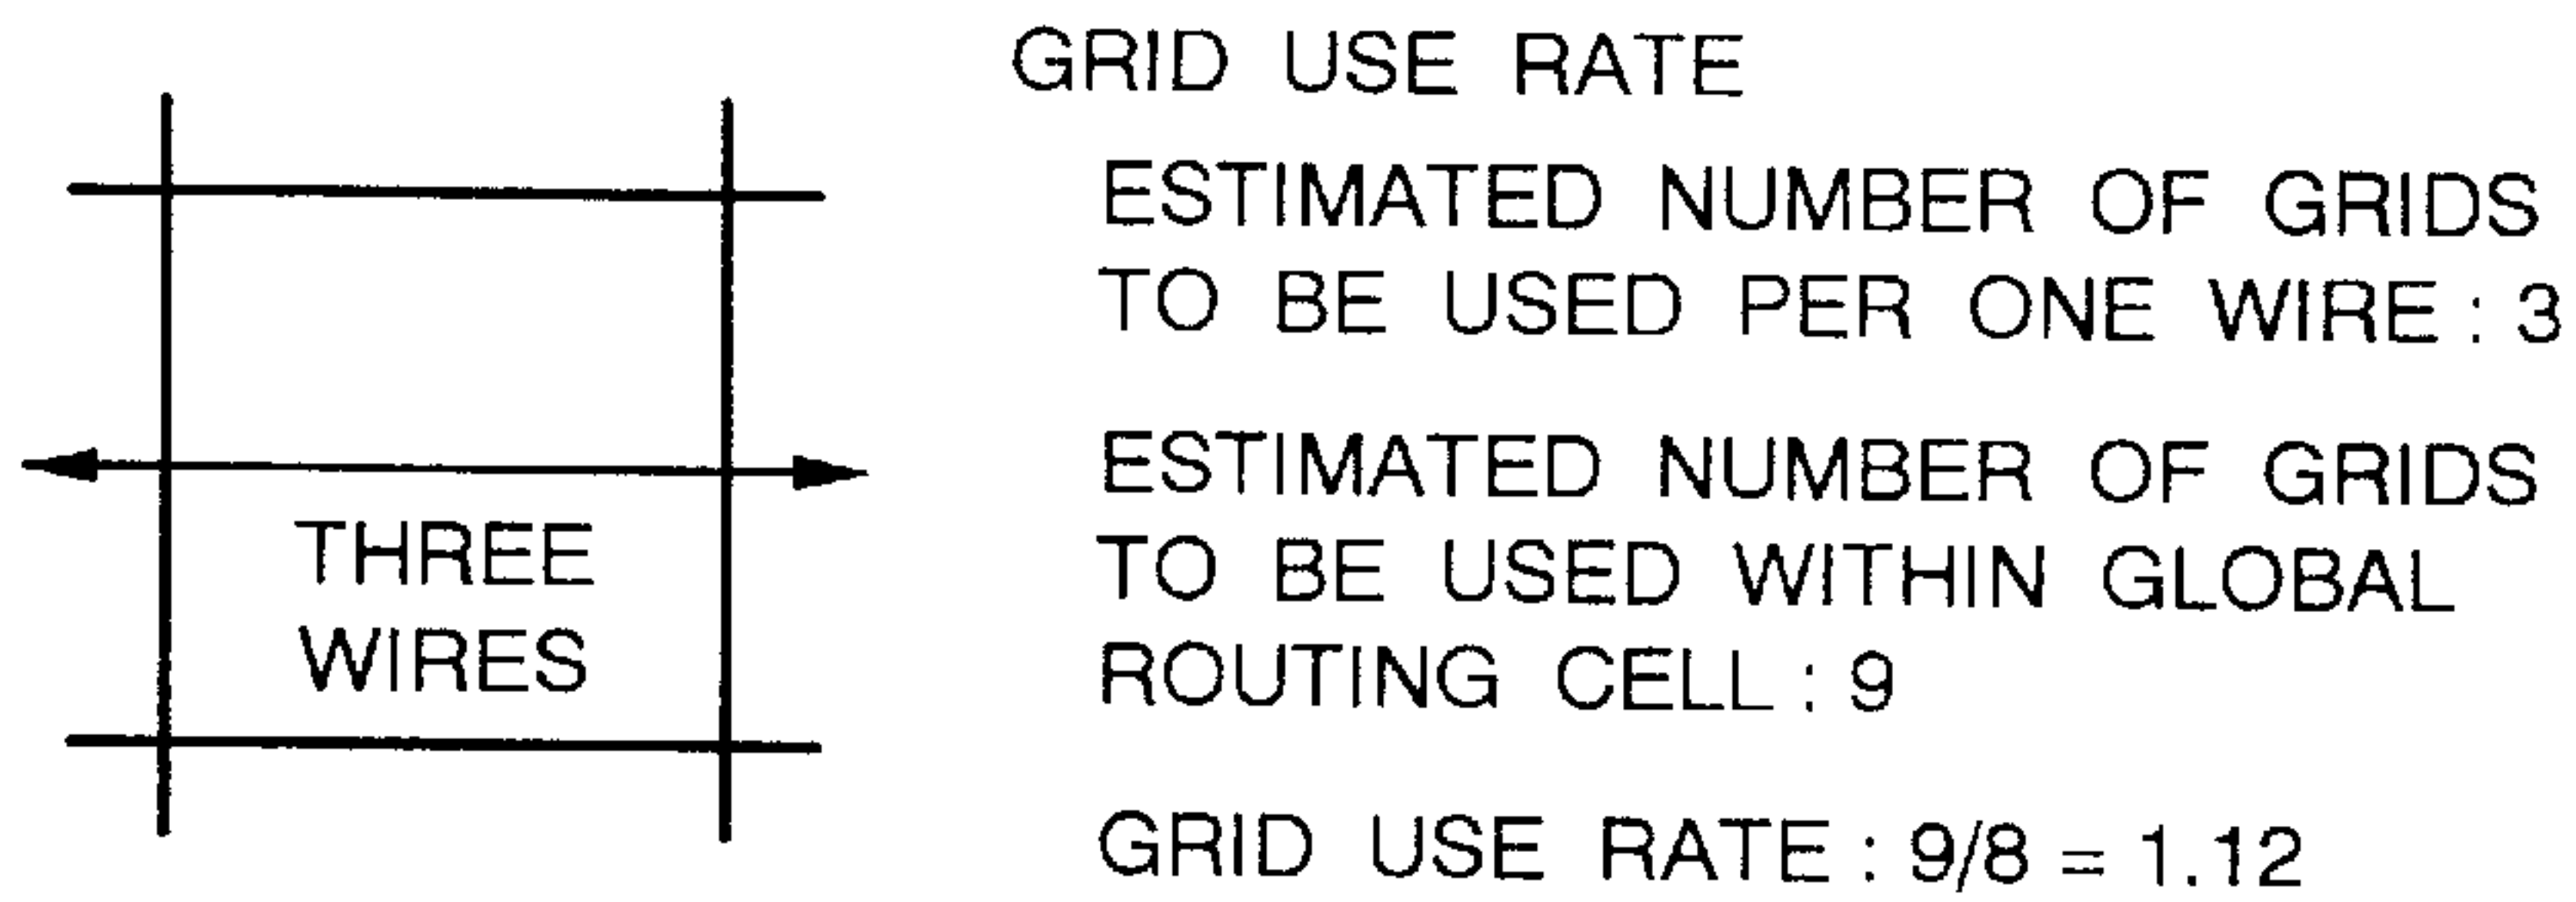 GRID USE RATE
ESTIMATED NUMBER OF GRIDS
TO BE USED PER ONE WIRE : 3
ESTIMATED NUMBER OF GRIDS
TO BE USED WITHIN GLOBAL
ROUTING CELL : 9
GRID USE RATE : 9/8 = 1.12
THREE
WIRES